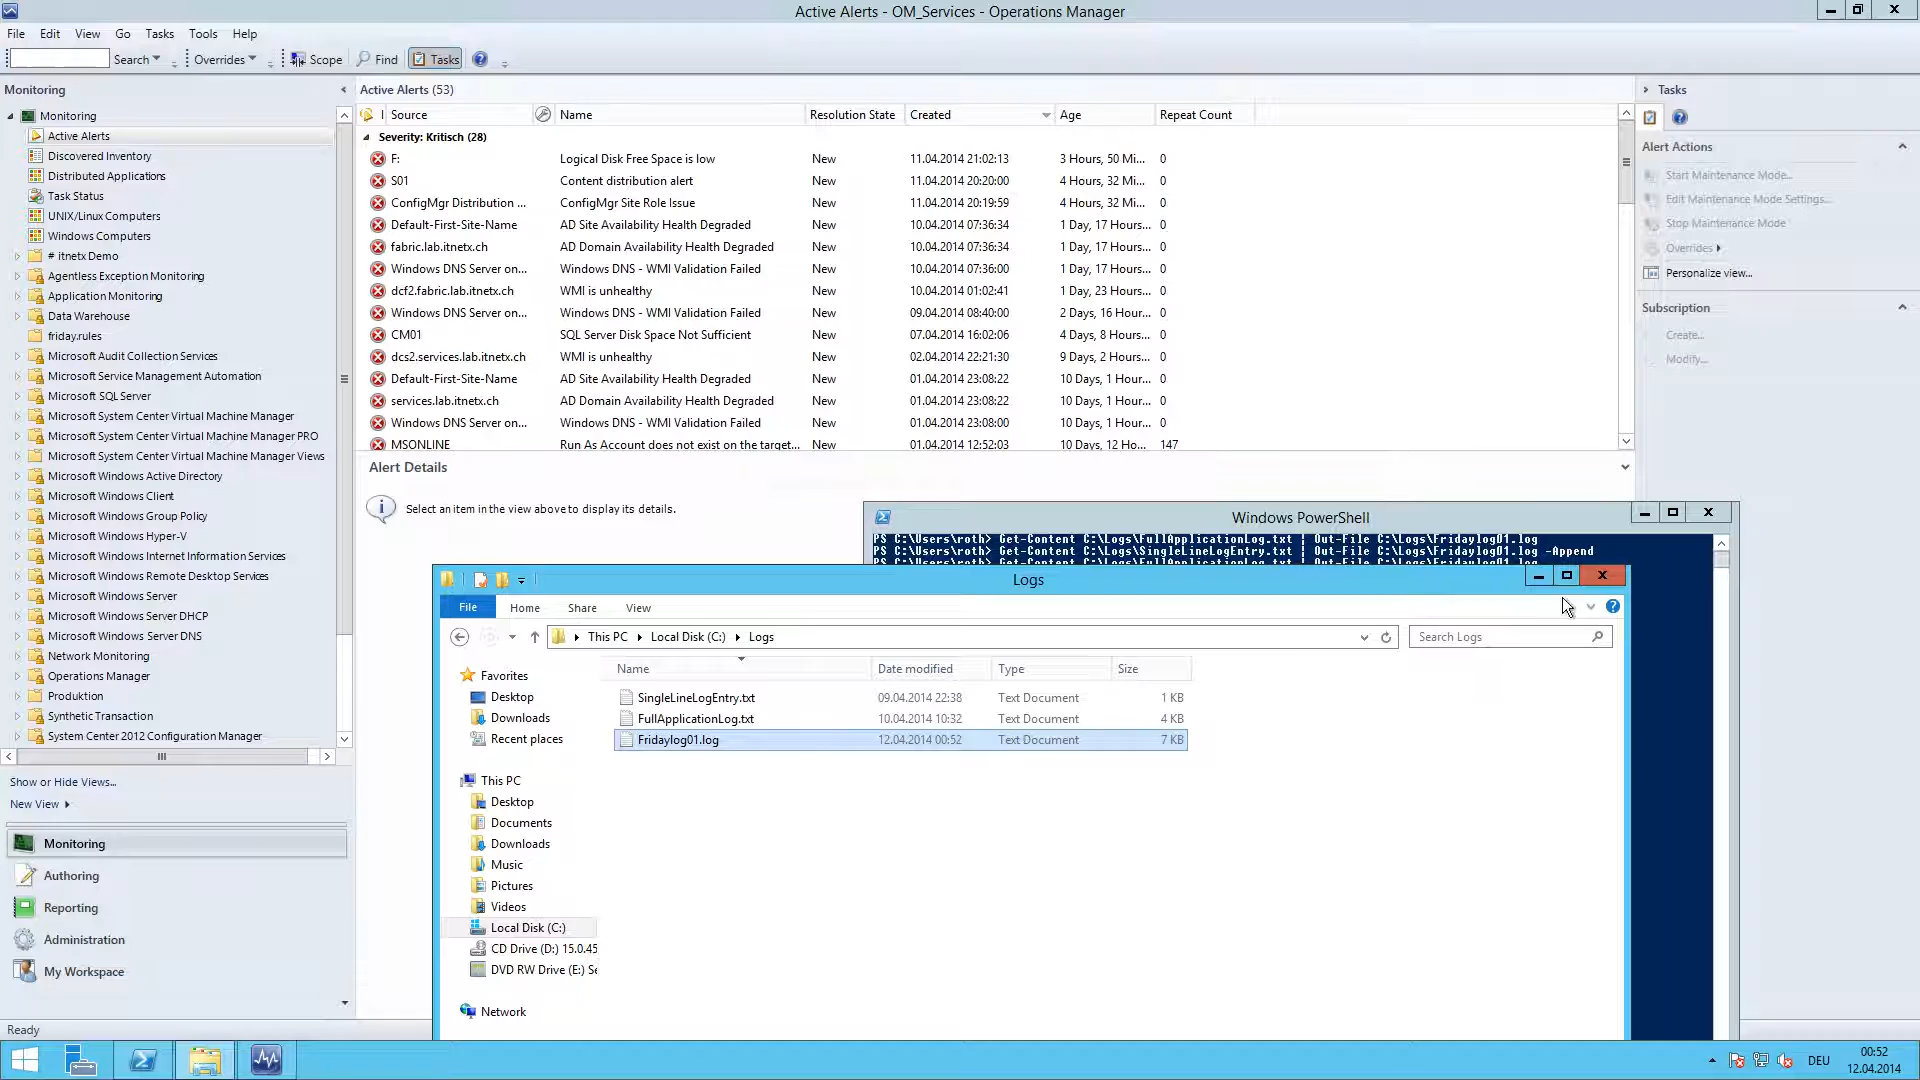 Active Alerts - OM_Services - Operations Manager
File Edit View Go Tasks Tools Help
Search Overrides Scope Find Tasks
Monitoring
Monitoring
Active Alerts
Discovered Inventory
Distributed Applications
Task Status
UNIX/Linux Computers
Windows Computers
# itnetx Demo
Agentless Exception Monitoring
Application Monitoring
Data Warehouse
friday.rules
Microsoft Audit Collection Services
Microsoft Service Management Automation
Microsoft SQL Server
Microsoft System Center Virtual Machine Manager
Microsoft System Center Virtual Machine Manager PRO
Microsoft System Center Virtual Machine Manager Views
Microsoft Windows Active Directory
Microsoft Windows Client
Microsoft Windows Group Policy
Microsoft Windows Hyper-V
Microsoft Windows Internet Information Services
Microsoft Windows Remote Desktop Services
Microsoft Windows Server
Microsoft Windows Server DHCP
Microsoft Windows Server DNS
Network Monitoring
Operations Manager
Produktion
Synthetic Transaction
System Center 2012 Configuration Manager
Show or Hide Views...
New View
Monitoring
Authoring
Reporting
Administration
My Workspace
Ready
Active Alerts (53)
Source Name Resolution State Created Age Repeat Count
Severity: Kritisch (28)
F: Logical Disk Free Space is low New 11.04.2014 21:02:13 3 Hours, 50 Mi... 0
S01 Content distribution alert New 11.04.2014 20:20:00 4 Hours, 32 Mi... 0
ConfigMgr Distribution ... ConfigMgr Site Role Issue New 11.04.2014 20:19:59 4 Hours, 32 Mi... 0
Default-First-Site-Name AD Site Availability Health Degraded New 10.04.2014 07:36:34 1 Day, 17 Hours... 0
fabric.lab.itnetx.ch AD Domain Availability Health Degraded New 10.04.2014 07:36:34 1 Day, 17 Hours... 0
Windows DNS Server on... Windows DNS - WMI Validation Failed New 10.04.2014 07:36:00 1 Day, 17 Hours... 0
dcf2.fabric.lab.itnetx.ch WMI is unhealthy New 10.04.2014 01:02:41 1 Day, 23 Hours... 0
Windows DNS Server on... Windows DNS - WMI Validation Failed New 09.04.2014 08:40:00 2 Days, 16 Hour... 0
CM01 SQL Server Disk Space Not Sufficient New 07.04.2014 16:02:06 4 Days, 8 Hours... 0
dcs2.services.lab.itnetx.ch WMI is unhealthy New 02.04.2014 22:21:30 9 Days, 2 Hours... 0
Default-First-Site-Name AD Site Availability Health Degraded New 01.04.2014 23:08:22 10 Days, 1 Hour... 0
services.lab.itnetx.ch AD Domain Availability Health Degraded New 01.04.2014 23:08:22 10 Days, 1 Hour... 0
Windows DNS Server on... Windows DNS - WMI Validation Failed New 01.04.2014 23:08:00 10 Days, 1 Hour... 0
MSONLINE Run As Account does not exist on the target... New 01.04.2014 12:52:03 10 Days, 12 Ho... 147
Alert Details
Select an item in the view above to display its details.
Tasks
Alert Actions
Start Maintenance Mode...
Edit Maintenance Mode Settings...
Stop Maintenance Mode
Overrides
Personalize view...
Subscription
Create...
Modify...
Windows PowerShell
PS C:\Users\roth> Get-Content C:\Logs\FullApplicationLog.txt | Out-File C:\Logs\Fridaylog01.log
PS C:\Users\roth> Get-Content C:\Logs\SingleLineLogEntry.txt | Out-File C:\Logs\Fridaylog01.log -Append
PS C:\Users\roth> Get-Content C:\Logs\FullApplicationLog.txt | Out-File C:\Logs\Fridaylog01.log
Logs
File Home Share View
This PC Local Disk (C:) Logs
Search Logs
Name Date modified Type Size
SingleLineLogEntry.txt 09.04.2014 22:38 Text Document 1 KB
FullApplicationLog.txt 10.04.2014 10:32 Text Document 4 KB
Fridaylog01.log 12.04.2014 00:52 Text Document 7 KB
Favorites
Desktop
Downloads
Recent places
This PC
Desktop
Documents
Downloads
Music
Pictures
Videos
Local Disk (C:)
CD Drive (D:) 15.0.45
DVD RW Drive (E:) Se
Network
DEU
00:52
12.04.2014